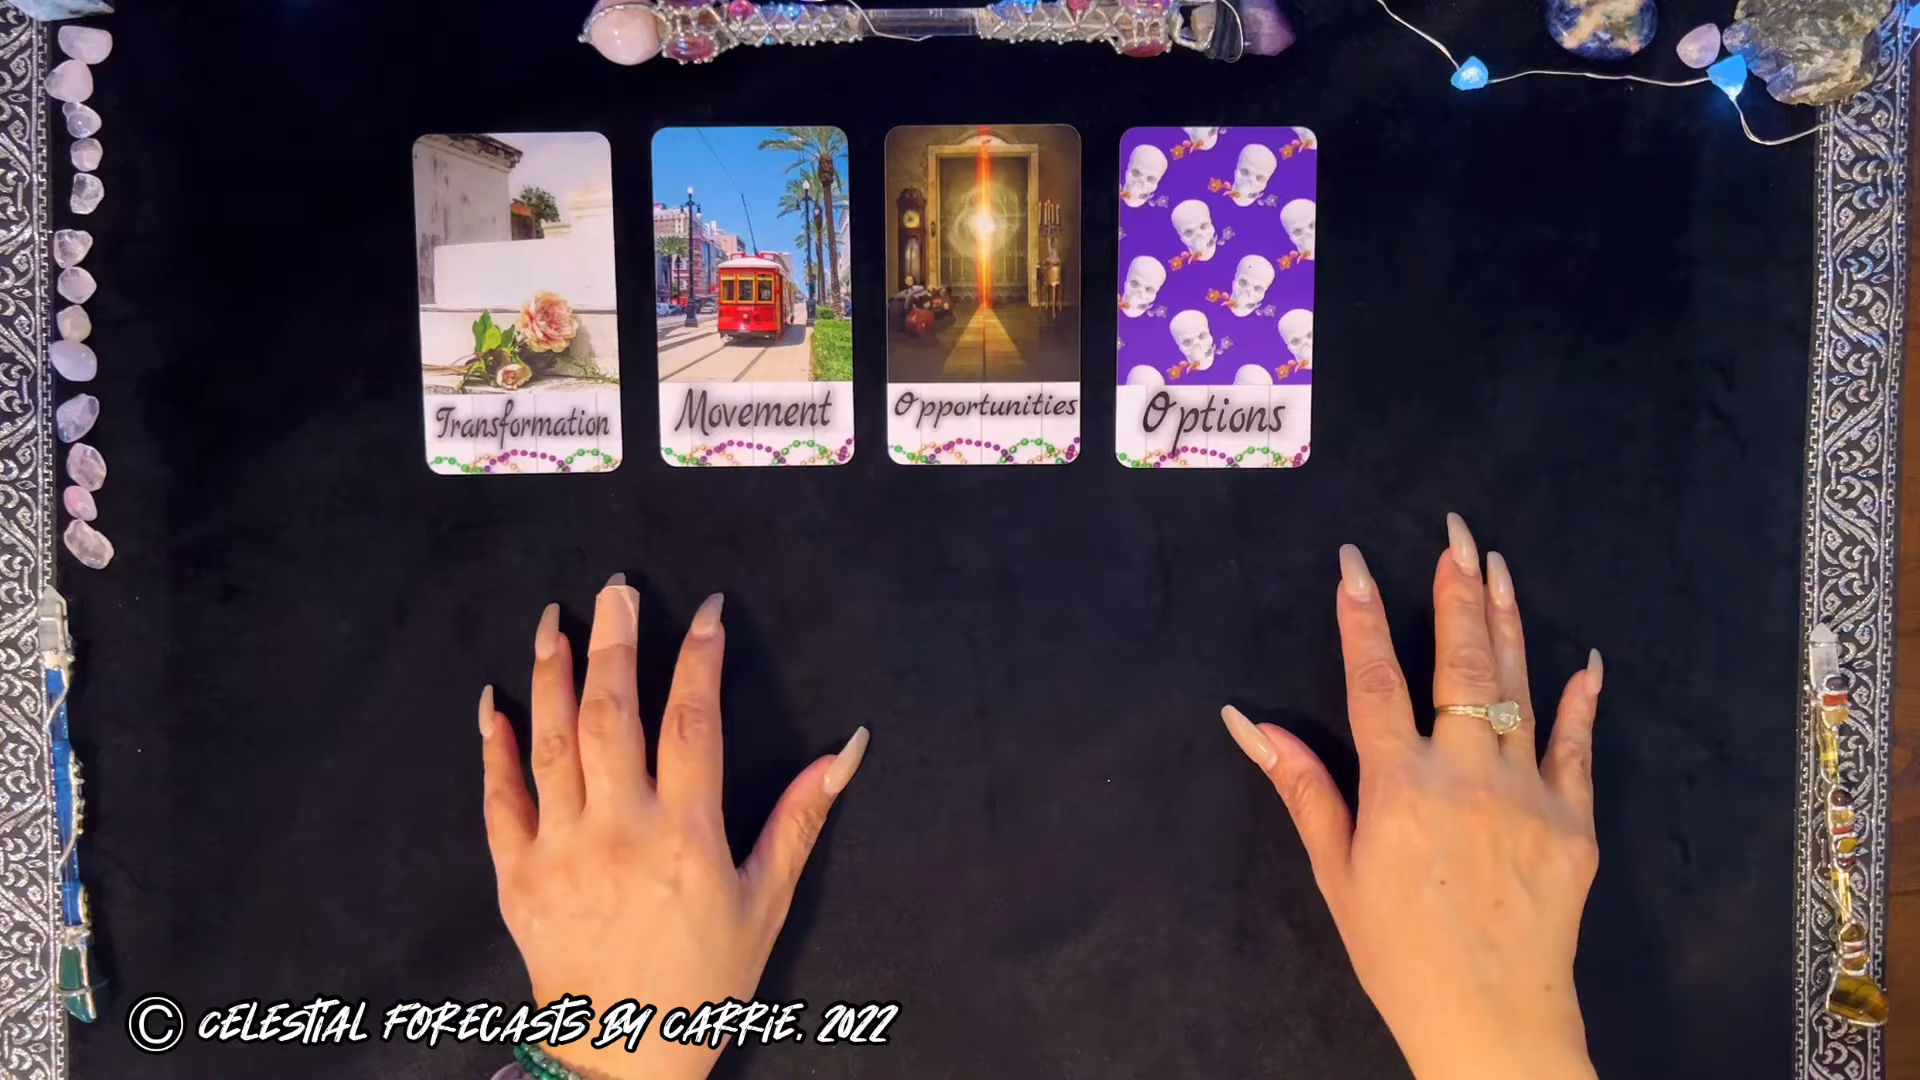 Transformation
Movement
Opportunities
Options
© CELESTIAL FORECASTS BY CARRIE. 2022